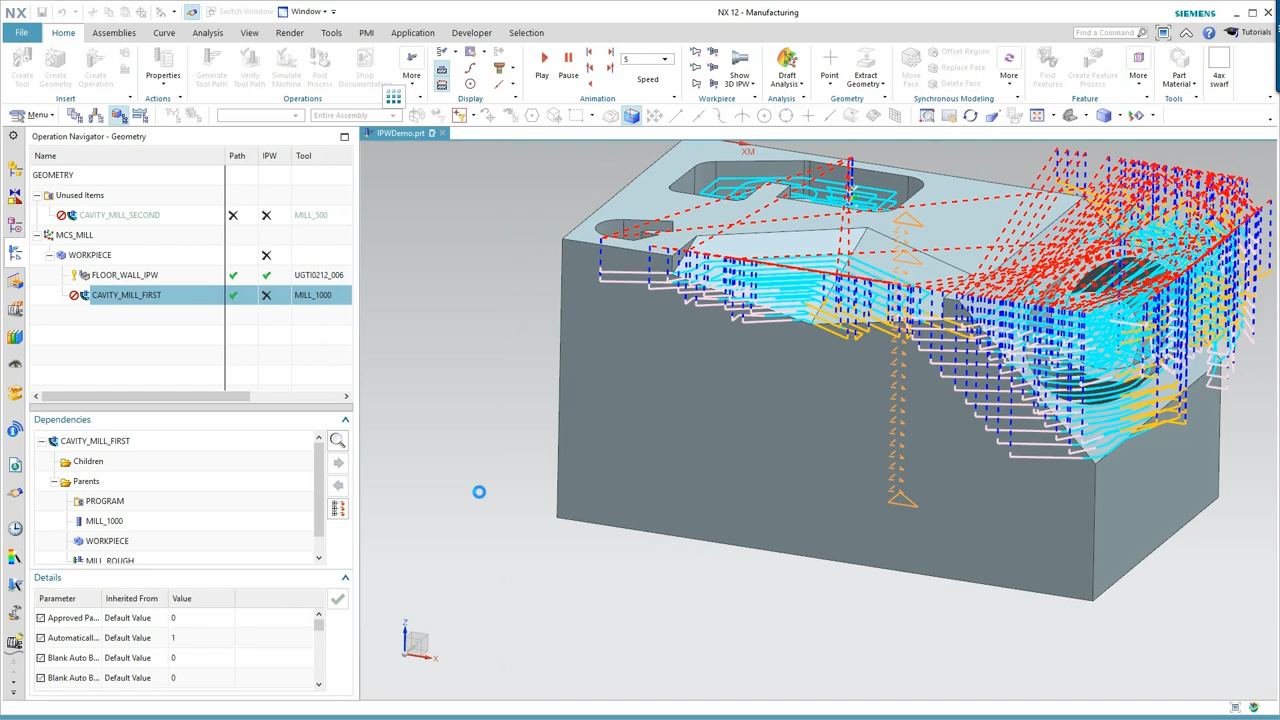 NX Switch Window Window NX 12 - Manufacturing SIEMENS
File Home Assemblies Curve Analysis View Render Tools PMI Application Developer Selection Find a Command Tutorials
Create Tool Create Geometry Create Operation Properties Generate Tool Path Verify Tool Path Simulate Machine Post Process Shop Documentation More Play Pause 5 Speed Show 3D IPW Draft Analysis Point Extract Geometry Move Face Offset Region Replace Face Delete Face More Find Features Create Feature Process More Part Material 4ax swarf
Insert Actions Operations Display Animation Workpiece Analysis Geometry Synchronous Modeling Feature Tools
Menu Entire Assembly
Operation Navigator - Geometry
IPWDemo.prt
Name Path IPW Tool
GEOMETRY
Unused Items
CAVITY_MILL_SECOND MILL_500
MCS_MILL
WORKPIECE
FLOOR_WALL_IPW UGTI0212_006
CAVITY_MILL_FIRST MILL_1000
XM
Dependencies
CAVITY_MILL_FIRST
Children
Parents
PROGRAM
MILL_1000
WORKPIECE
MILL_ROUGH
Details
Parameter Inherited From Value
Approved Pa... Default Value 0
Automaticall... Default Value 1
Blank Auto B... Default Value 0
Blank Auto B... Default Value 0
Z
X